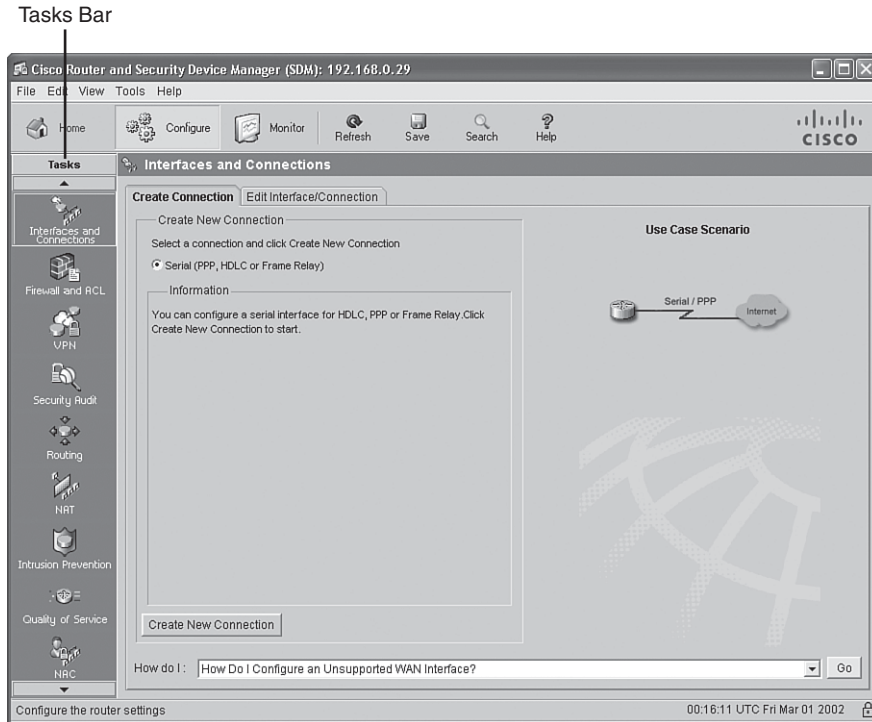 Tasks Bar
Cisco Router and Security Device Manager (SDM): 192.168.0.29
File Edit View Tools Help
Home Configure Monitor Refresh Save Search Help
CISCO
Tasks
Interfaces and Connections
Create Connection Edit Interface/Connection
Interfaces and
Connections
Firewall and ACL
VPN
Security Audit
Routing
NAT
Intrusion Prevention
Quality of Service
NAC
Create New Connection
Select a connection and click Create New Connection
Serial (PPP, HDLC or Frame Relay)
Information
You can configure a serial interface for HDLC, PPP or Frame Relay.Click
Create New Connection to start.
Create New Connection
Use Case Scenario
Serial / PPP
Internet
How do I : How Do I Configure an Unsupported WAN Interface? Go
Configure the router settings 00:16:11 UTC Fri Mar 01 2002